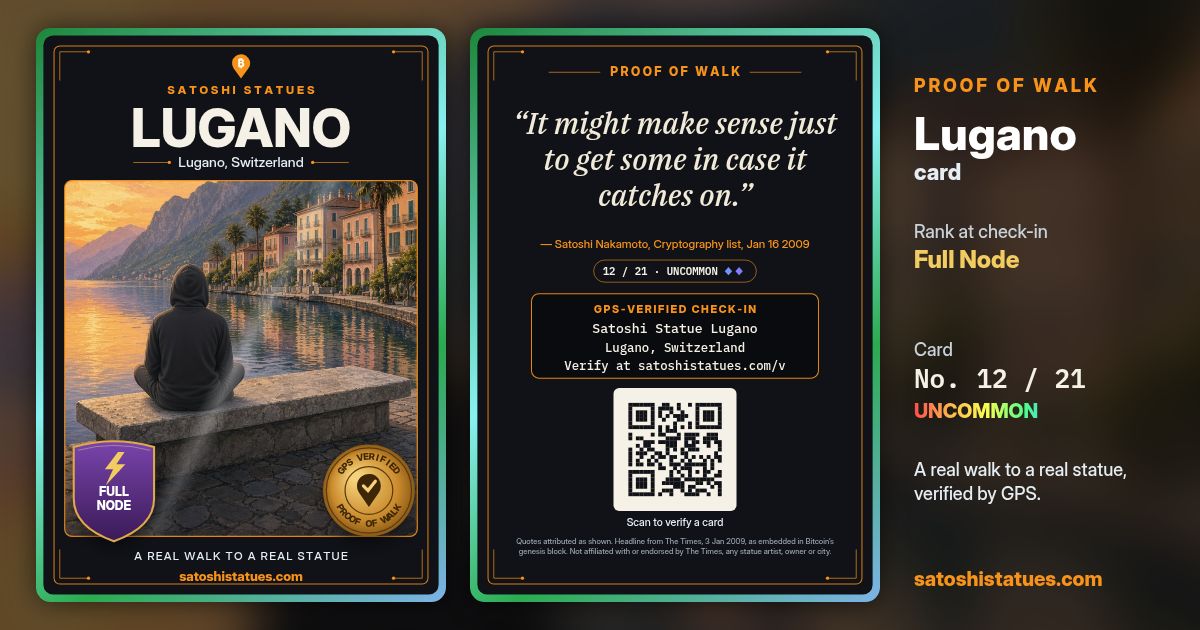 SATOSHI STATUES
LUGANO
Lugano, Switzerland
FULL
NODE
GPS VERIFIED
PROOF OF WALK
A REAL WALK TO A REAL STATUE
satoshistatues.com
PROOF OF WALK
“It might make sense just
to get some in case it
catches on.”
— Satoshi Nakamoto, Cryptography list, Jan 16 2009
12 / 21 · UNCOMMON
GPS-VERIFIED CHECK-IN
Satoshi Statue Lugano
Lugano, Switzerland
Verify at satoshistatues.com/v
Scan to verify a card
Quotes attributed as shown. Headline from The Times, 3 Jan 2009, as embedded in Bitcoin's
genesis block. Not affiliated with or endorsed by The Times, any statue artist, owner or city.
PROOF OF WALK
Lugano
card
Rank at check-in
Full Node
Card
No. 12 / 21
UNCOMMON
A real walk to a real statue,
verified by GPS.
satoshistatues.com